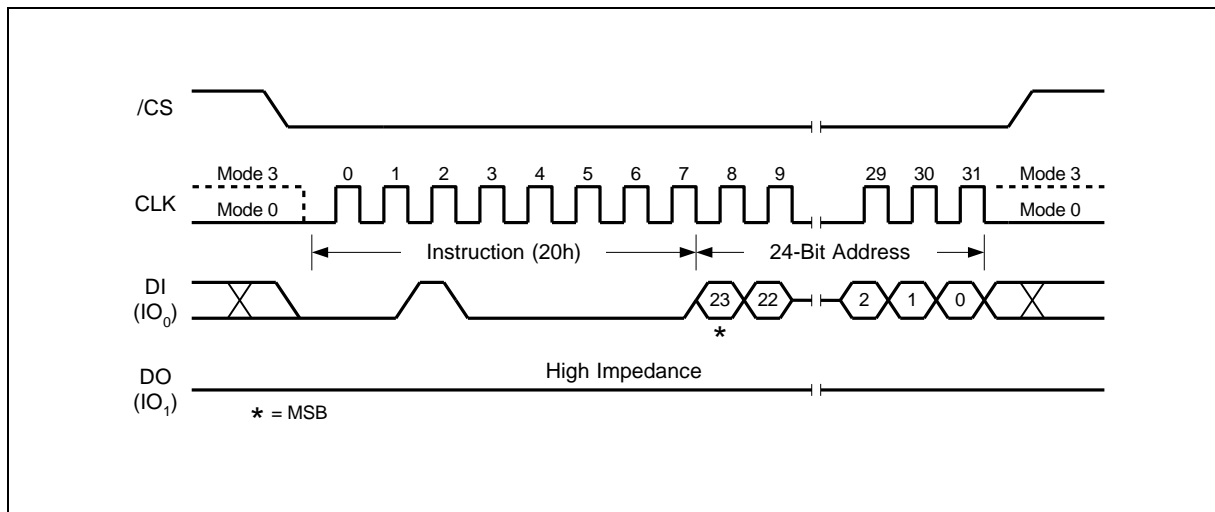 /CS
Mode 3
0 1 2 3 4 5 6 7 8 9 29 30 31
Mode 3
CLK
Mode 0
Mode 0
Instruction (20h)
24-Bit Address
DI
(IO0)
23 22 2 1 0
*
High Impedance
DO
(IO1)
* = MSB